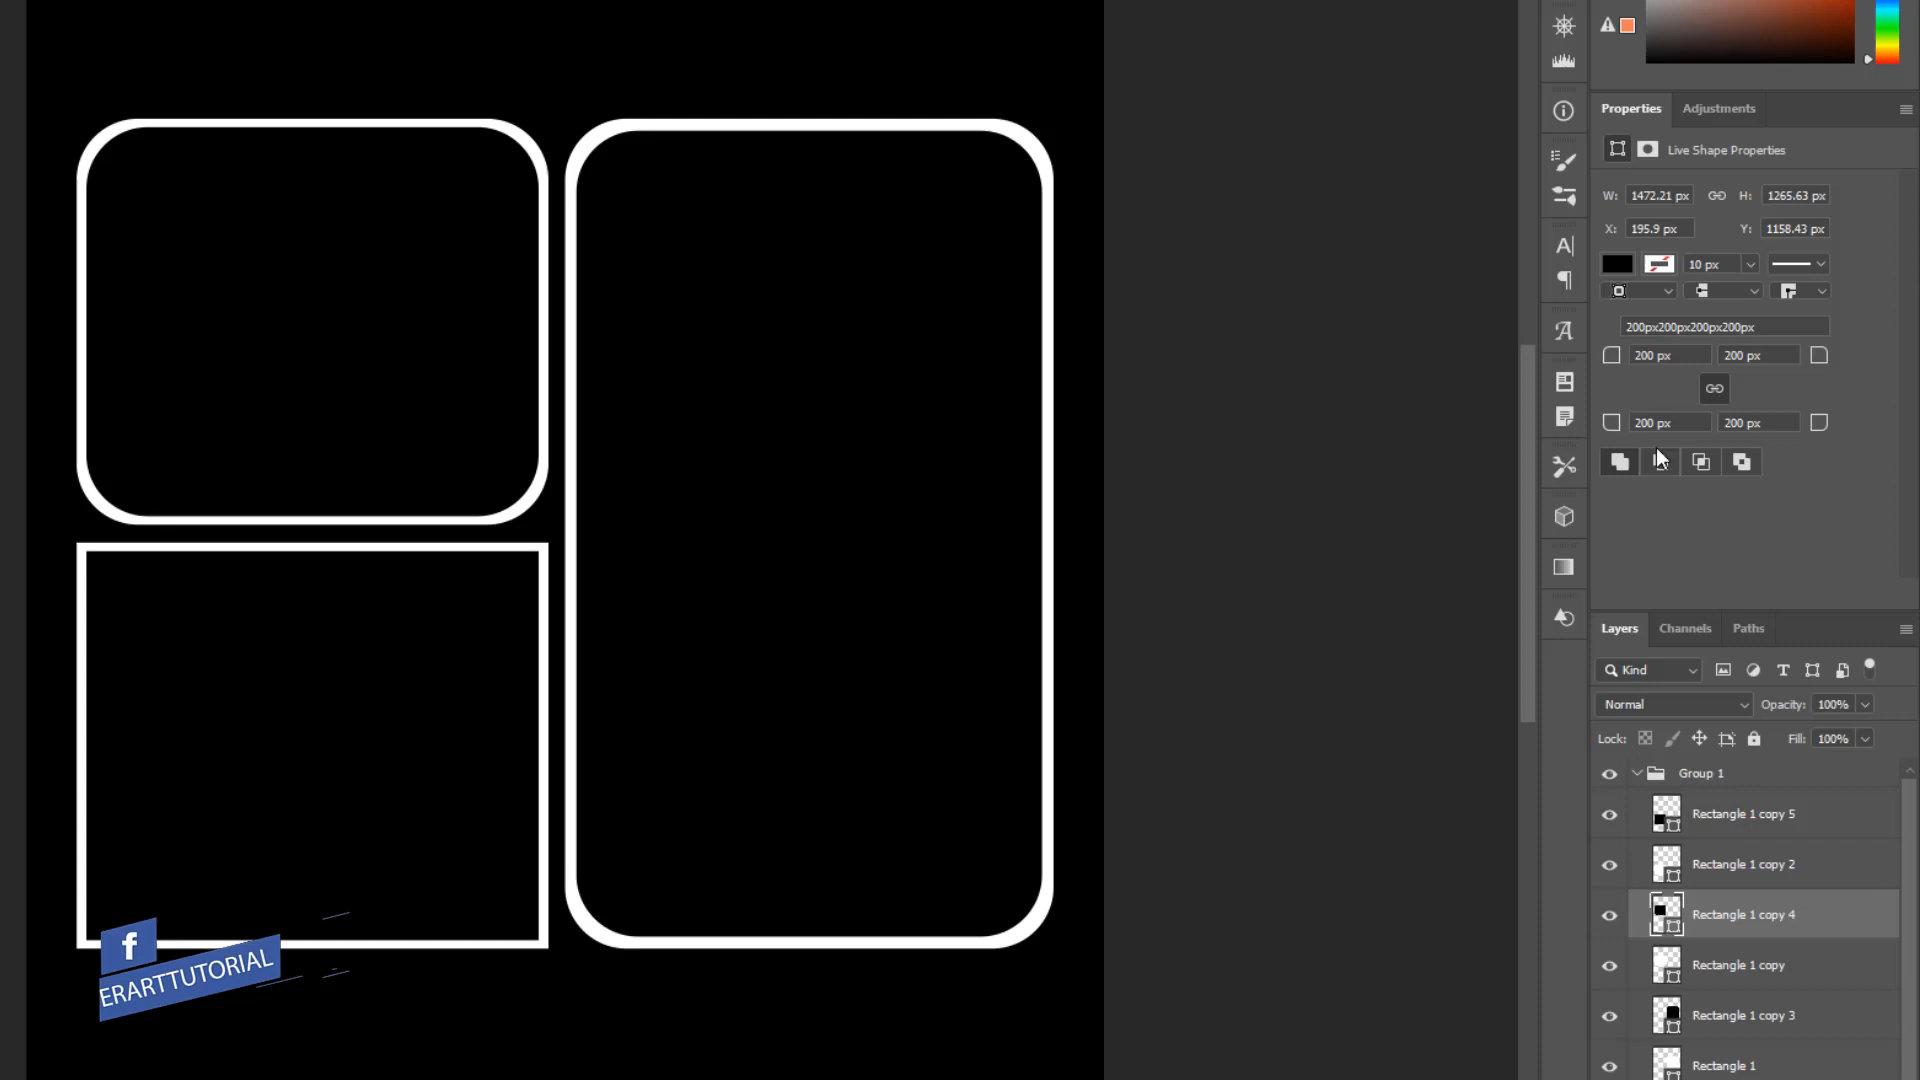 Properties
Adjustments
Live Shape Properties
W: 1472.21 px
H: 1265.63 px
X: 195.9 px
Y: 1158.43 px
10 px
200px200px200px200px
200 px
200 px
200 px
200 px
Layers
Channels
Paths
Kind
Normal
Opacity: 100%
Lock:
Fill: 100%
Group 1
Rectangle 1 copy 5
Rectangle 1 copy 2
Rectangle 1 copy 4
Rectangle 1 copy
Rectangle 1 copy 3
Rectangle 1
f
ERARTTUTORIAL